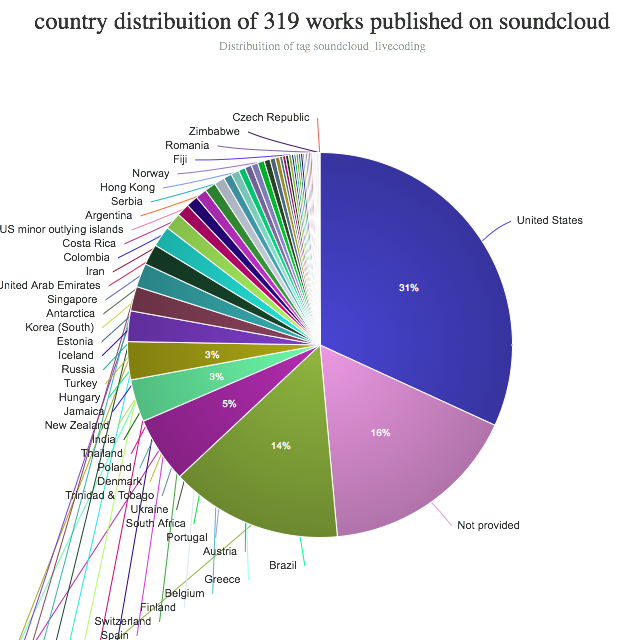 country distribuition of 319 works published on soundcloud
Distribuition of tag soundcloud_livecoding
Czech Republic
Zimbabwe
Romania
Fiji
Norway
Hong Kong
Serbia
Argentina
US minor outlying islands
Costa Rica
Colombia
Iran
United Arab Emirates
Singapore
Antarctica
Korea (South)
Estonia
Iceland
Russia
Turkey
Hungary
Jamaica
New Zealand
India
Thailand
Poland
Denmark
Trinidad & Tobago
Ukraine
South Africa
Portugal
Austria
Brazil
Greece
Belgium
Finland
Switzerland
Spain
United States
Not provided
31%
16%
14%
5%
3%
3%